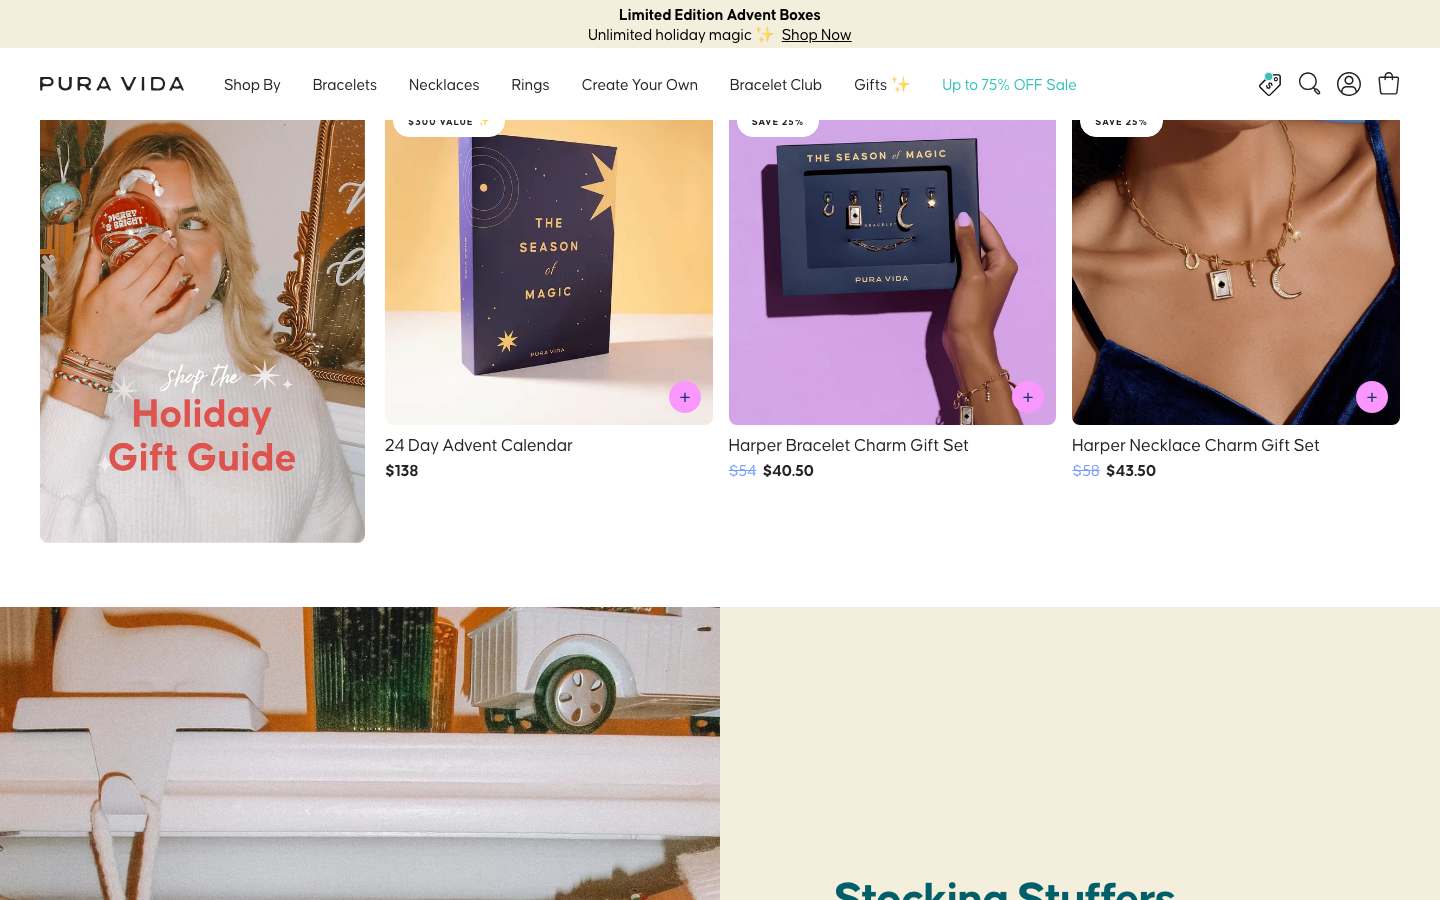 Limited Edition Advent Boxes
Unlimited holiday magic ✨ Shop Now
PURA VIDA
Shop By
Bracelets
Necklaces
Rings
Create Your Own
Bracelet Club
Gifts ✨
Up to 75% OFF Sale
MERRY
& BRIGHT
shop the
Holiday
Gift Guide
$300 VALUE ✨
THE
SEASON
of
MAGIC
PURA VIDA
24 Day Advent Calendar
$138
SAVE 25%
THE SEASON of MAGIC
PURA VIDA
Harper Bracelet Charm Gift Set
$54 $40.50
SAVE 25%
Harper Necklace Charm Gift Set
$58 $43.50
Stocking Stuffers